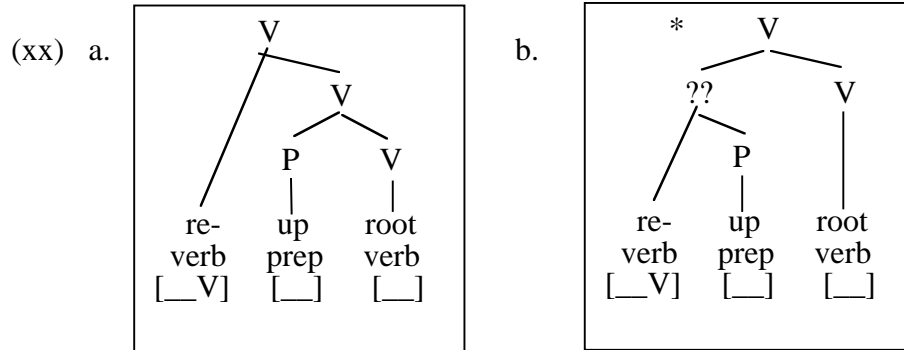 (xx) a.
V
V
P V
re- up root
verb prep verb
[__V] [__] [__]
b.
* V
?? V
P
re- up root
verb prep verb
[__V] [__] [__]